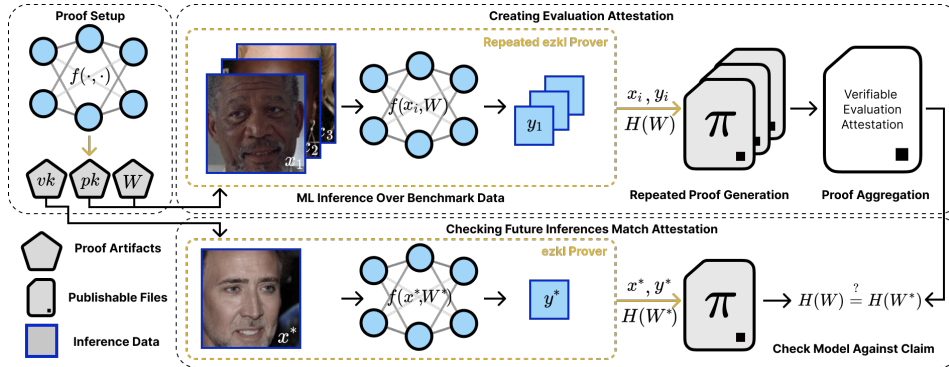 Proof Setup
f(·, ·)
vk
pk
W
Proof Artifacts
Publishable Files
Inference Data
Creating Evaluation Attestation
Repeated ezkl Prover
x₁
x₃
f(xᵢ,W)
y₁
xᵢ, yᵢ
H(W)
π
Verifiable
Evaluation
Attestation
ML Inference Over Benchmark Data
Repeated Proof Generation
Proof Aggregation
Checking Future Inferences Match Attestation
ezkl Prover
x*
f(x*,W*)
y*
x*, y*
H(W*)
π
H(W) ≟ H(W*)
Check Model Against Claim